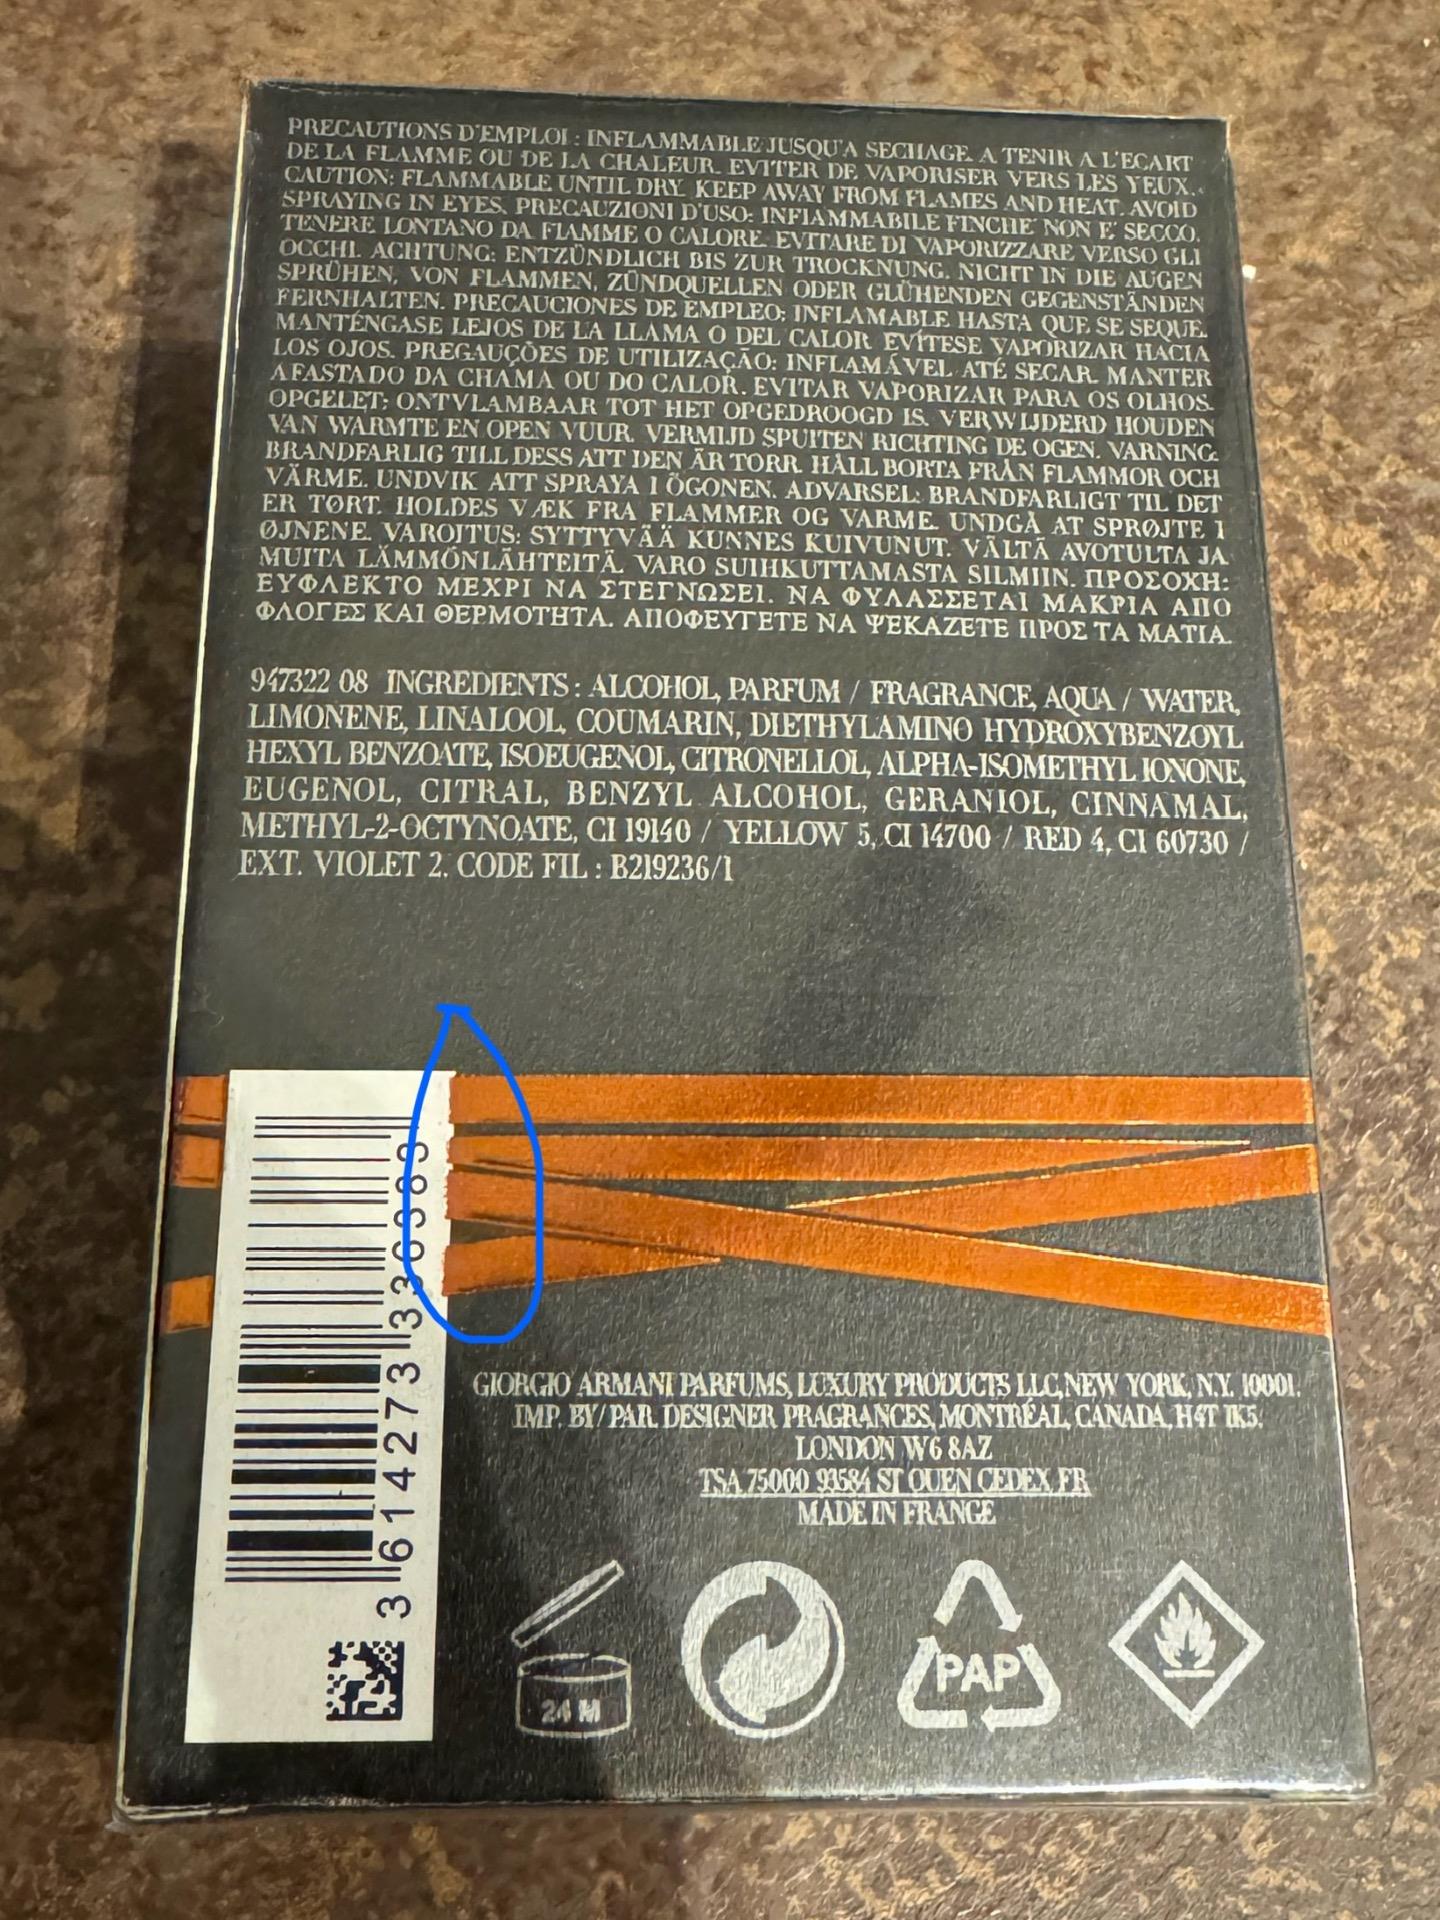 PRECAUTIONS D'EMPLOI : INFLAMMABLE JUSQU'A SECHAGE. A TENIR A L'ECART
DE LA FLAMME OU DE LA CHALEUR. EVITER DE VAPORISER VERS LES YEUX.
CAUTION: FLAMMABLE UNTIL DRY. KEEP AWAY FROM FLAMES AND HEAT. AVOID
SPRAYING IN EYES. PRECAUZIONI D'USO: INFIAMMABILE FINCHE' NON E' SECCO.
TENERE LONTANO DA FIAMME O CALORE. EVITARE DI VAPORIZZARE VERSO GLI
OCCHI. ACHTUNG: ENTZÜNDLICH BIS ZUR TROCKNUNG. NICHT IN DIE AUGEN
SPRÜHEN, VON FLAMMEN, ZÜNDQUELLEN ODER GLÜHENDEN GEGENSTÄNDEN
FERNHALTEN. PRECAUCIONES DE EMPLEO: INFLAMABLE HASTA QUE SE SEQUE.
MANTÉNGASE LEJOS DE LA LLAMA O DEL CALOR EVÍTESE VAPORIZAR HACIA
LOS OJOS. PREGAUÇÕES DE UTILIZAÇÃO: INFLAMÁVEL ATÉ SECAR. MANTER
AFASTADO DA CHAMA OU DO CALOR. EVITAR VAPORIZAR PARA OS OLHOS.
OPGELET: ONTVLAMBAAR TOT HET OPGEDROOGD IS. VERWIJDERD HOUDEN
VAN WARMTE EN OPEN VUUR. VERMIJD SPUITEN RICHTING DE OGEN. VARNING:
BRANDFARLIG TILL DESS ATT DEN ÄR TORR. HÅLL BORTA FRÅN FLAMMOR OCH
VÄRME. UNDVIK ATT SPRAYA I ÖGONEN. ADVARSEL: BRANDFARLIGT TIL DET
ER TØRT. HOLDES VÆK FRA FLAMMER OG VARME. UNDGÅ AT SPRØJTE I
ØJNENE. VAROITUS: SYTTYVÄÄ KUNNES KUIVUNUT. VÄLTÄ AVOTULTA JA
MUITA LÄMMÖNLÄHTEITÄ. VARO SUIHKUTTAMASTA SILMIIN. ΠΡΟΣΟΧΗ:
ΕΥΦΛΕΚΤΟ ΜΕΧΡΙ ΝΑ ΣΤΕΓΝΩΣΕΙ. ΝΑ ΦΥΛΑΣΣΕΤΑΙ ΜΑΚΡΙΑ ΑΠΟ
ΦΛΟΓΕΣ ΚΑΙ ΘΕΡΜΟΤΗΤΑ. ΑΠΟΦΕΥΓΕΤΕ ΝΑ ΨΕΚΑΖΕΤΕ ΠΡΟΣ ΤΑ ΜΑΤΙΑ.
947322 08 INGREDIENTS : ALCOHOL, PARFUM / FRAGRANCE, AQUA / WATER,
LIMONENE, LINALOOL, COUMARIN, DIETHYLAMINO HYDROXYBENZOYL
HEXYL BENZOATE, ISOEUGENOL, CITRONELLOL, ALPHA-ISOMETHYL IONONE,
EUGENOL, CITRAL, BENZYL ALCOHOL, GERANIOL, CINNAMAL,
METHYL-2-OCTYNOATE, CI 19140 / YELLOW 5, CI 14700 / RED 4, CI 60730 /
EXT. VIOLET 2. CODE FIL : B219236/1
3 614273 336383
GIORGIO ARMANI PARFUMS, LUXURY PRODUCTS LLC, NEW YORK, N.Y. 10001.
IMP. BY/PAR. DESIGNER PRAGRANCES, MONTRÉAL, CANADA, H4T 1K5.
LONDON W6 8AZ
TSA 75000 93584 ST OUEN CEDEX FR
MADE IN FRANCE
24 M
PAP